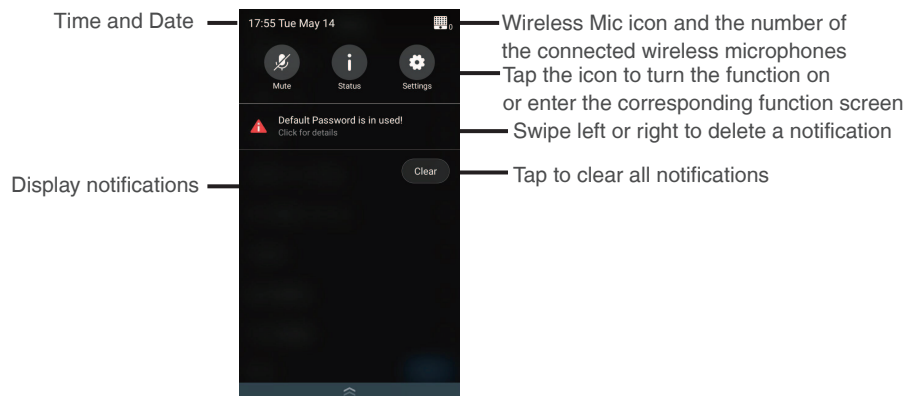 Time and Date
17:55 Tue May 14
0
Wireless Mic icon and the number of
the connected wireless microphones
Mute
Status
Settings
Tap the icon to turn the function on
or enter the corresponding function screen
Default Password is in used!
Click for details
Swipe left or right to delete a notification
Display notifications
Clear
Tap to clear all notifications